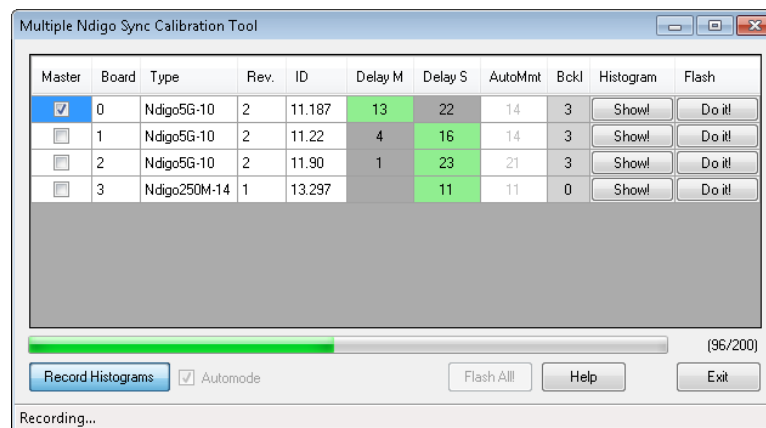 Multiple Ndigo Sync Calibration Tool
Master Board Type Rev. ID Delay M Delay S AutoMmt Bckl Histogram Flash
0 Ndigo5G-10 2 11.187 13 22 14 3 Show! Do it!
1 Ndigo5G-10 2 11.22 4 16 14 3 Show! Do it!
2 Ndigo5G-10 2 11.90 1 23 21 3 Show! Do it!
3 Ndigo250M-14 1 13.297 11 11 0 Show! Do it!
(96/200)
Record Histograms Automode Flash All! Help Exit
Recording...